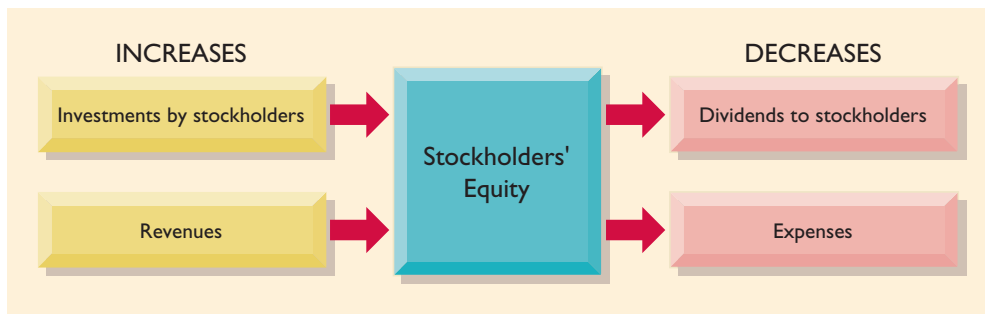 INCREASES
DECREASES
Investments by stockholders
Dividends to stockholders
Stockholders'
Equity
Revenues
Expenses